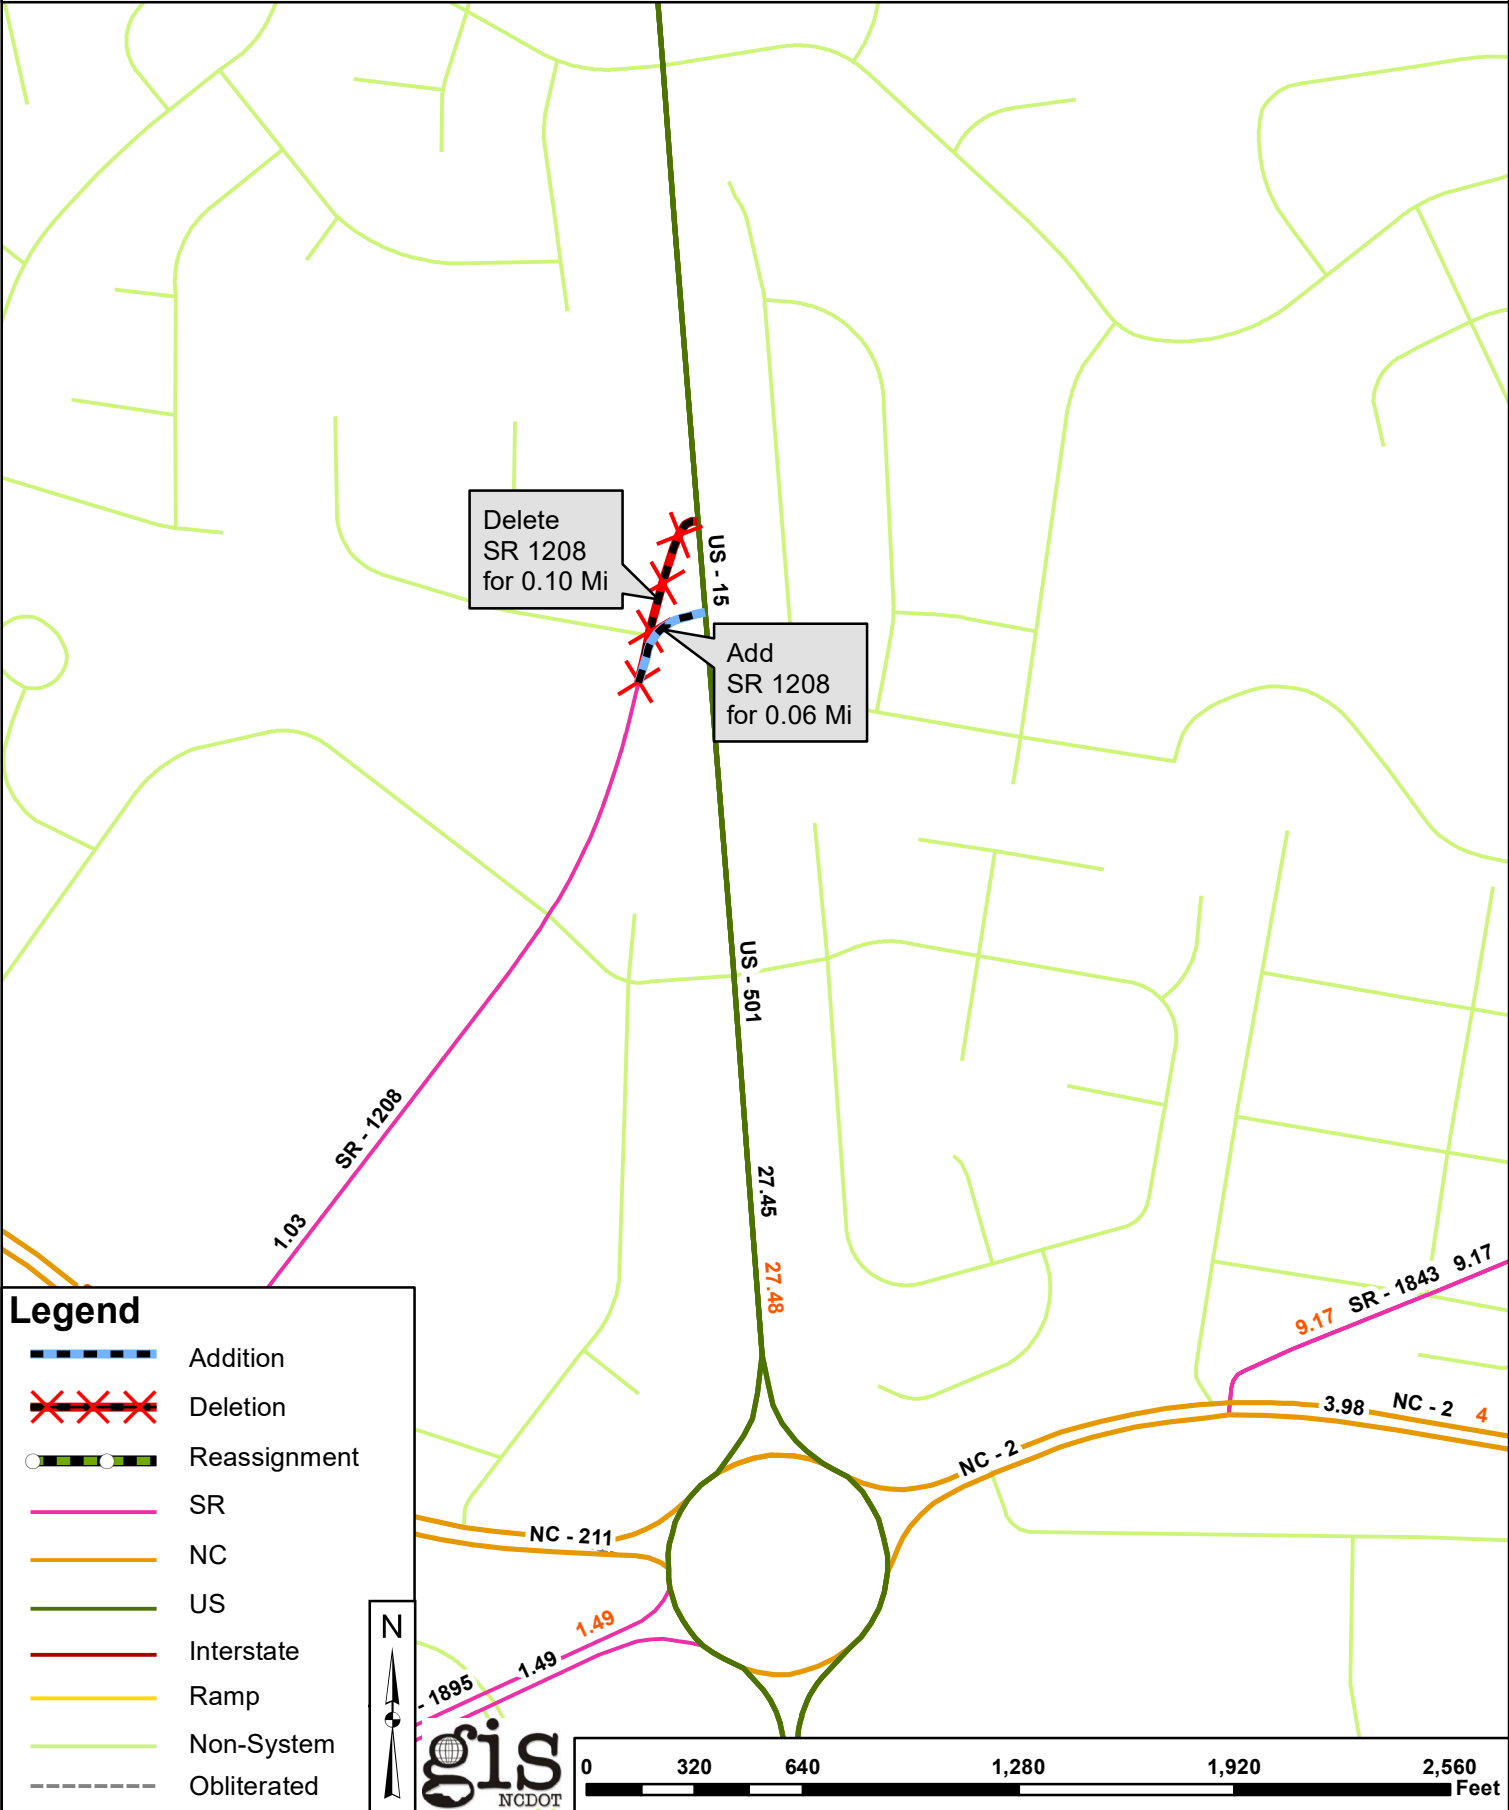 Delete
SR 1208
for 0.10 Mi
US - 15
Add
SR 1208
for 0.06 Mi
US - 501
SR - 1208
27.45
1.03
27.48
9.17
SR - 1843
9.17
3.98
NC - 2
4
NC - 2
NC - 211
1.49
1.49
- 1895
Legend
Addition
Deletion
Reassignment
SR
NC
US
Interstate
Ramp
Non-System
Obliterated
N
gis
NCDOT
0 320 640 1,280 1,920 2,560
Feet